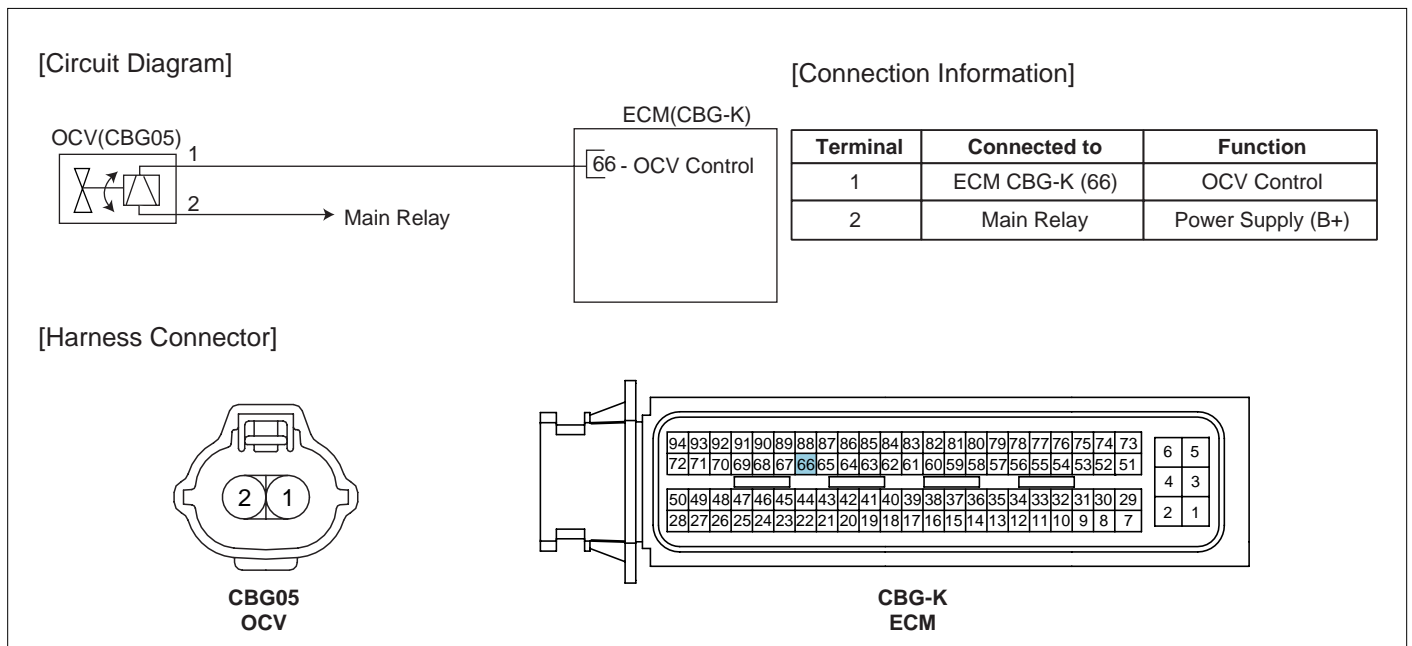 [Circuit Diagram]
[Connection Information]
ECM(CBG-K)
OCV(CBG05)
1
66 - OCV Control
2
Main Relay
Terminal Connected to Function
1 ECM CBG-K (66) OCV Control
2 Main Relay Power Supply (B+)
[Harness Connector]
2 1
94 93 92 91 90 89 88 87 86 85 84 83 82 81 80 79 78 77 76 75 74 73
72 71 70 69 68 67 66 65 64 63 62 61 60 59 58 57 56 55 54 53 52 51
50 49 48 47 46 45 44 43 42 41 40 39 38 37 36 35 34 33 32 31 30 29
28 27 26 25 24 23 22 21 20 19 18 17 16 15 14 13 12 11 10 9 8 7
6 5
4 3
2 1
CBG05
OCV
CBG-K
ECM